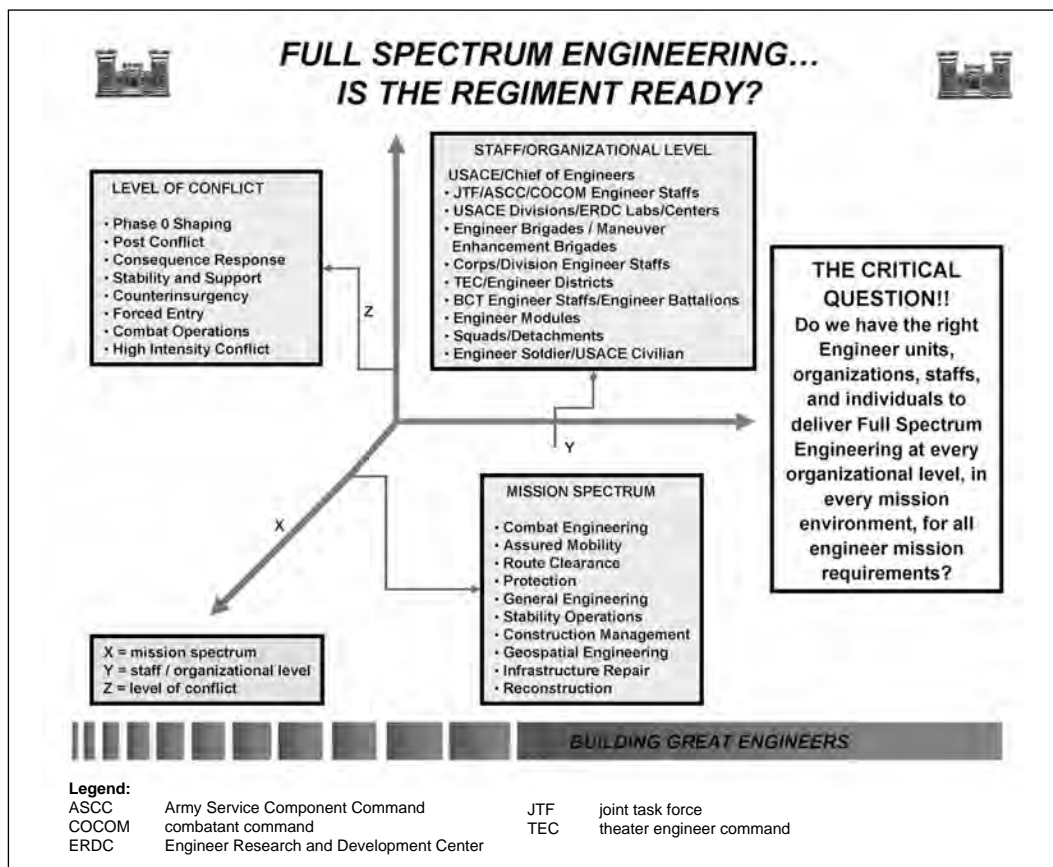 FULL SPECTRUM ENGINEERING...
IS THE REGIMENT READY?
STAFF/ORGANIZATIONAL LEVEL
USACE/Chief of Engineers
• JTF/ASCC/COCOM Engineer Staffs
• USACE Divisions/ERDC Labs/Centers
• Engineer Brigades / Maneuver
Enhancement Brigades
• Corps/Division Engineer Staffs
• TEC/Engineer Districts
• BCT Engineer Staffs/Engineer Battalions
• Engineer Modules
• Squads/Detachments
• Engineer Soldier/USACE Civilian
LEVEL OF CONFLICT
• Phase 0 Shaping
• Post Conflict
• Consequence Response
• Stability and Support
• Counterinsurgency
• Forced Entry
• Combat Operations
• High Intensity Conflict
Z
THE CRITICAL
QUESTION!!
Do we have the right
Engineer units,
organizations, staffs,
and individuals to
deliver Full Spectrum
Engineering at every
organizational level, in
every mission
environment, for all
engineer mission
requirements?
Y
X
MISSION SPECTRUM
• Combat Engineering
• Assured Mobility
• Route Clearance
• Protection
• General Engineering
• Stability Operations
• Construction Management
• Geospatial Engineering
• Infrastructure Repair
• Reconstruction
X = mission spectrum
Y = staff / organizational level
Z = level of conflict
BUILDING GREAT ENGINEERS
Legend:
ASCC Army Service Component Command
COCOM combatant command
ERDC Engineer Research and Development Center
JTF joint task force
TEC theater engineer command